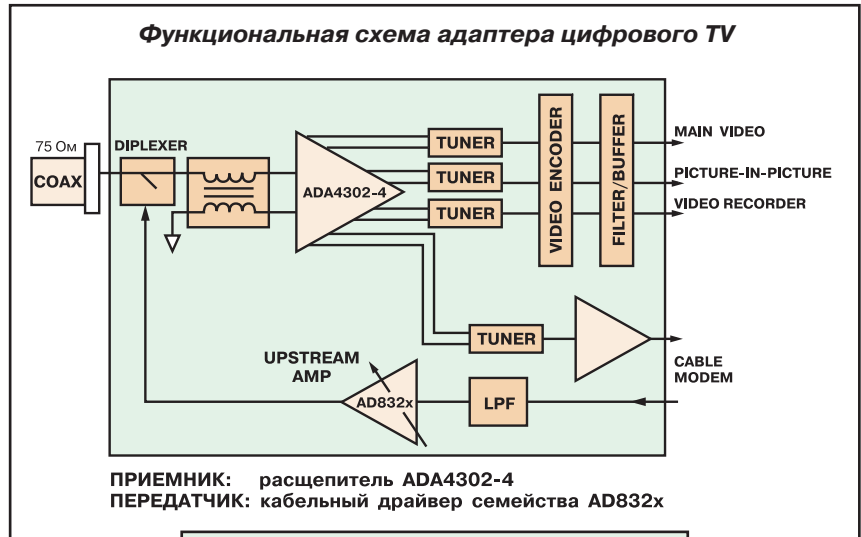 Функциональная схема адаптера цифрового TV
75 Ом
DIPLEXER
COAX
ADA4302-4
TUNER
TUNER
TUNER
VIDEO ENCODER
FILTER/BUFFER
MAIN VIDEO
PICTURE-IN-PICTURE
VIDEO RECORDER
TUNER
UPSTREAM
AMP
AD832x
LPF
CABLE
MODEM
ПРИЕМНИК: расщепитель ADA4302-4
ПЕРЕДАТЧИК: кабельный драйвер семейства AD832x